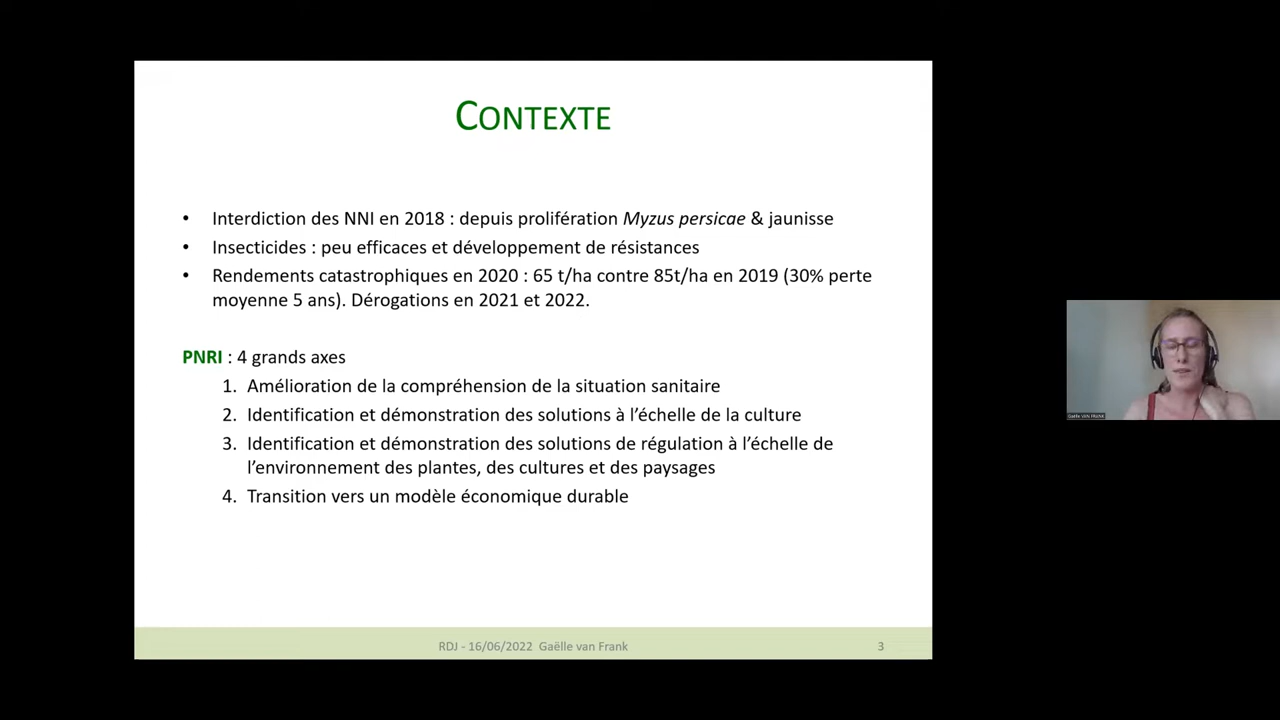 CONTEXTE
• Interdiction des NNI en 2018 : depuis prolifération Myzus persicae & jaunisse
• Insecticides : peu efficaces et développement de résistances
• Rendements catastrophiques en 2020 : 65 t/ha contre 85t/ha en 2019 (30% perte
moyenne 5 ans). Dérogations en 2021 et 2022.
PNRI : 4 grands axes
1. Amélioration de la compréhension de la situation sanitaire
2. Identification et démonstration des solutions à l’échelle de la culture
3. Identification et démonstration des solutions de régulation à l’échelle de
l’environnement des plantes, des cultures et des paysages
4. Transition vers un modèle économique durable
RDJ - 16/06/2022 Gaëlle van Frank
3
Gaëlle VAN FRANK